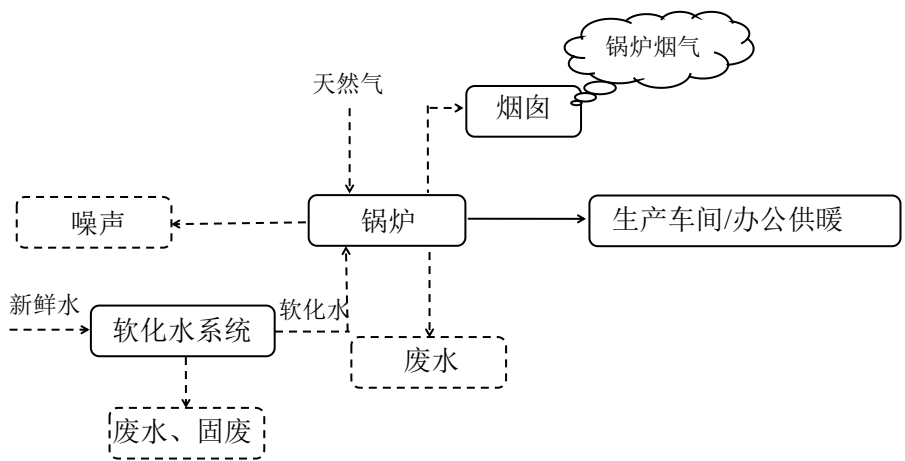 锅炉烟气
天然气
烟囱
噪声
锅炉
生产车间/办公供暖
新鲜水
软化水
软化水系统
废水
废水、固废